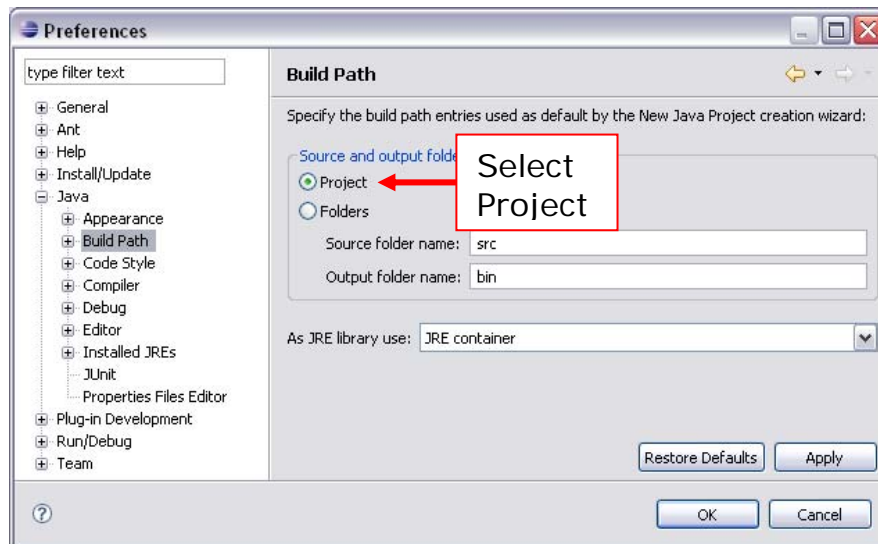 Preferences
type filter text
General
Ant
Help
Install/Update
Java
Appearance
Build Path
Code Style
Compiler
Debug
Editor
Installed JREs
JUnit
Properties Files Editor
Plug-in Development
Run/Debug
Team
Build Path
Specify the build path entries used as default by the New Java Project creation wizard:
Source and output folde
Project
Select
Project
Folders
Source folder name: src
Output folder name: bin
As JRE library use: JRE container
Restore Defaults Apply
OK Cancel